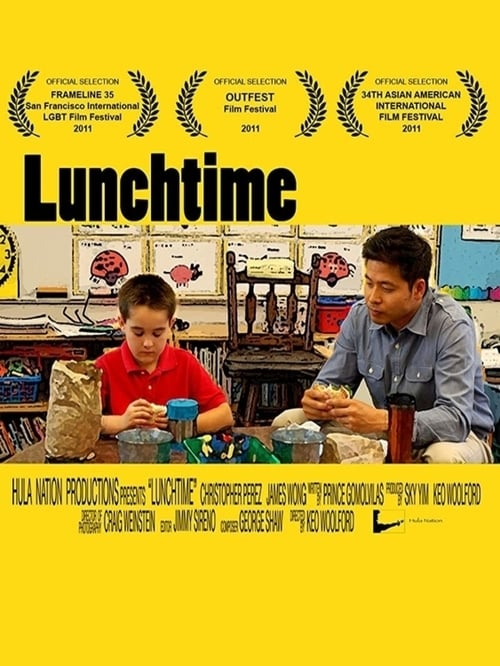 OFFICIAL SELECTION
FRAMELINE 35
San Francisco International
LGBT Film Festival
2011
OFFICIAL SELECTION
OUTFEST
Film Festival
2011
OFFICIAL SELECTION
34TH ASIAN AMERICAN
INTERNATIONAL
FILM FESTIVAL
2011
Lunchtime
HULA NATION PRODUCTIONS PRESENTS "LUNCHTIME" CHRISTOPHER PEREZ JAMES WONG WRITTEN BY PRINCE GOMOLVILAS PRODUCED BY SKY YIM KEO WOOLFORD
DIRECTOR OF PHOTOGRAPHY CRAIG WEINSTEIN EDITOR JIMMY SIRENO COMPOSER GEORGE SHAW DIRECTED BY KEO WOOLFORD
Hula Nation